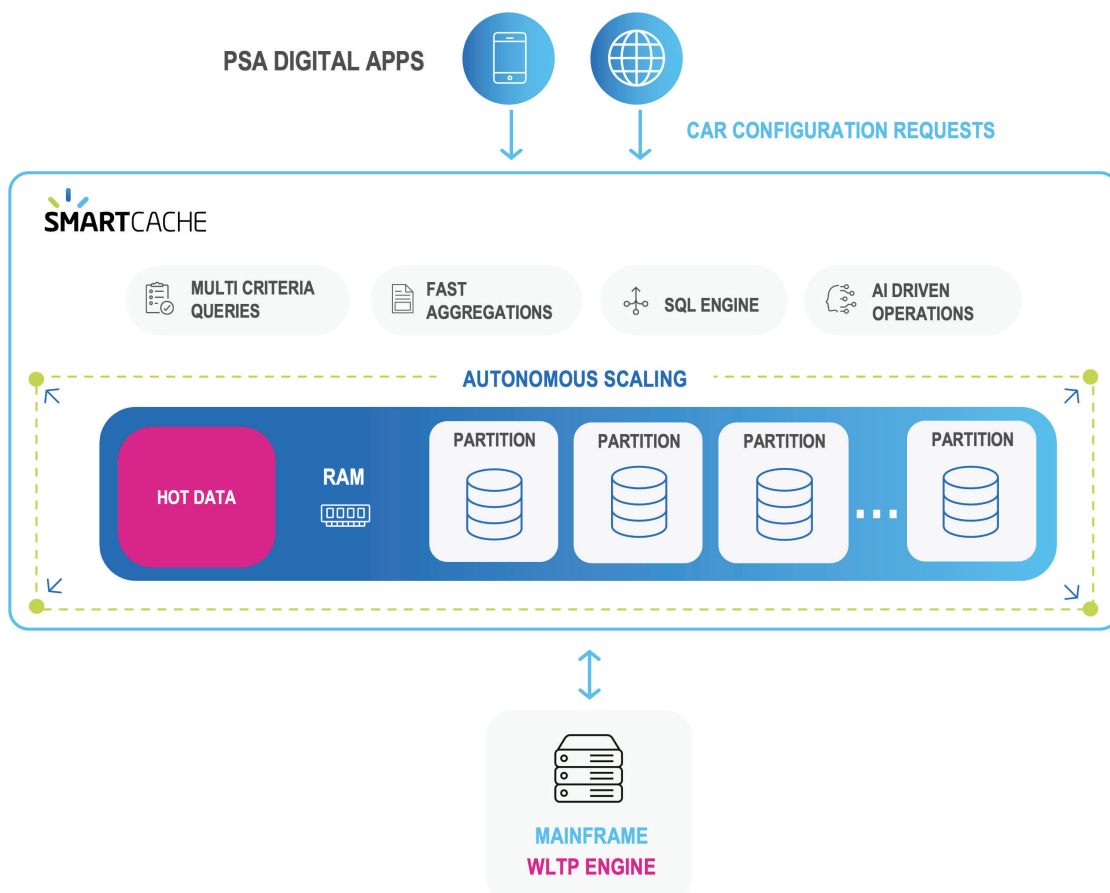 PSA DIGITAL APPS
CAR CONFIGURATION REQUESTS
SMARTCACHE
MULTI CRITERIA
QUERIES
FAST
AGGREGATIONS
SQL ENGINE
AI DRIVEN
OPERATIONS
AUTONOMOUS SCALING
HOT DATA
RAM
PARTITION
PARTITION
PARTITION
...
PARTITION
MAINFRAME
WLTP ENGINE